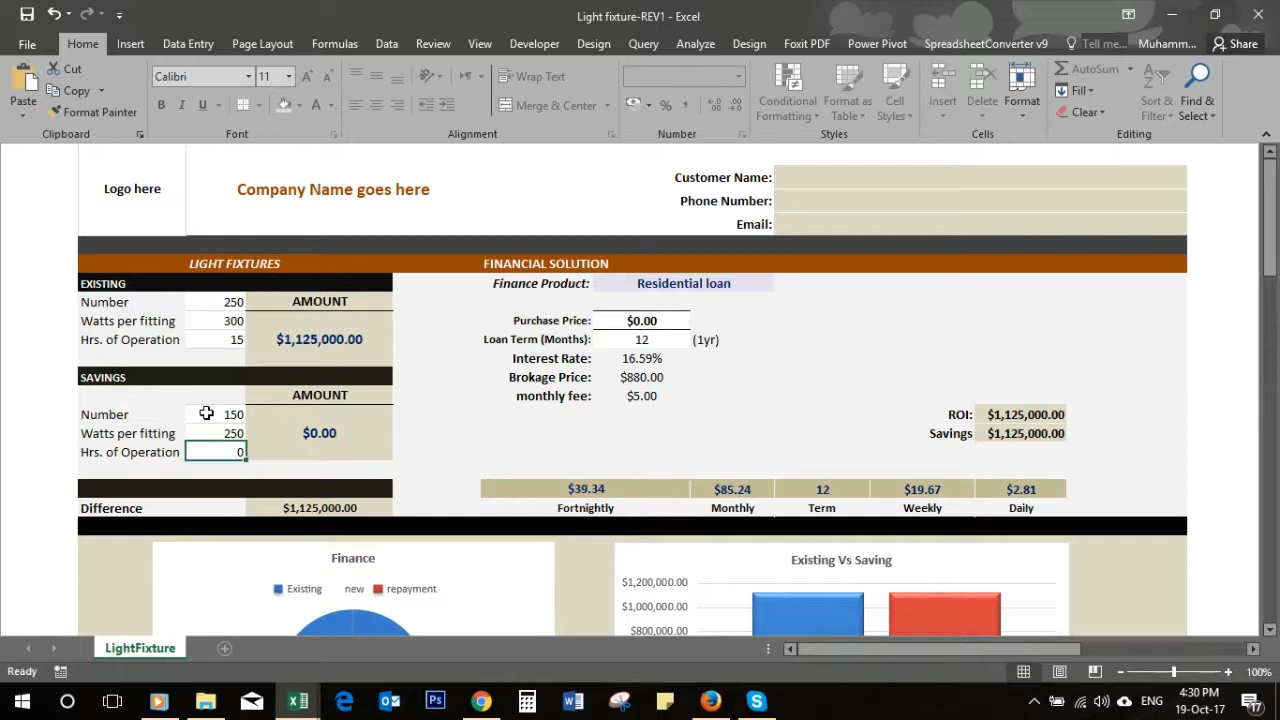 Light fixture-REV1 - Excel
File Home Insert Data Entry Page Layout Formulas Data Review View Developer Design Query Analyze Design Foxit PDF Power Pivot SpreadsheetConverter v9 Tell me... Muhamm... Share
Paste
Cut
Copy
Format Painter
Calibri 11
B I U
Wrap Text
Merge & Center
Conditional Formatting
Format as Table
Cell Styles
Insert
Delete
Format
AutoSum
Fill
Clear
Sort & Filter
Find & Select
Clipboard Font Alignment Number Styles Cells Editing
Logo here
Company Name goes here
Customer Name:
Phone Number:
Email:
LIGHT FIXTURES FINANCIAL SOLUTION
EXISTING Finance Product: Residential loan
Number 250 AMOUNT
Watts per fitting 300 Purchase Price: $0.00
Hrs. of Operation 15 $1,125,000.00 Loan Term (Months): 12 (1yr)
Interest Rate: 16.59%
SAVINGS Brokage Price: $880.00
AMOUNT monthly fee: $5.00
Number 150 ROI: $1,125,000.00
Watts per fitting 250 $0.00 Savings $1,125,000.00
Hrs. of Operation 0
$39.34 $85.24 12 $19.67 $2.81
Difference $1,125,000.00 Fortnightly Monthly Term Weekly Daily
Finance
Existing new repayment
Existing Vs Saving
$1,200,000.00
$1,000,000.00
$800,000.00
LightFixture
Ready 100%
ENG
4:30 PM
19-Oct-17
17